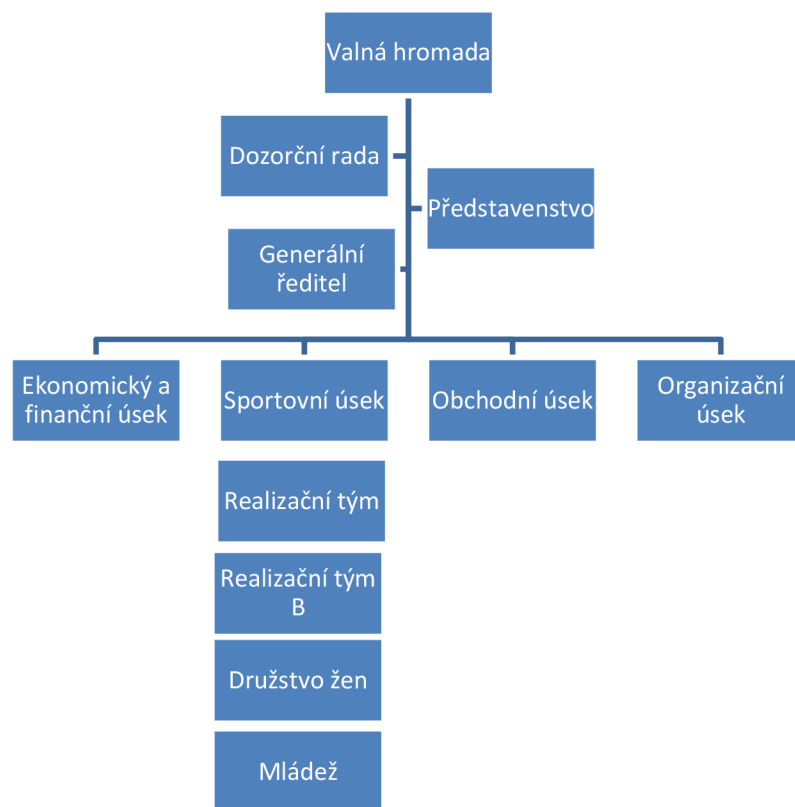 Valná hromada
Dozorční rada
Představenstvo
Generální
ředitel
Ekonomický a
finanční úsek
Sportovní úsek
Obchodní úsek
Organizační
úsek
Realizační tým
Realizační tým
B
Družstvo žen
Mládež